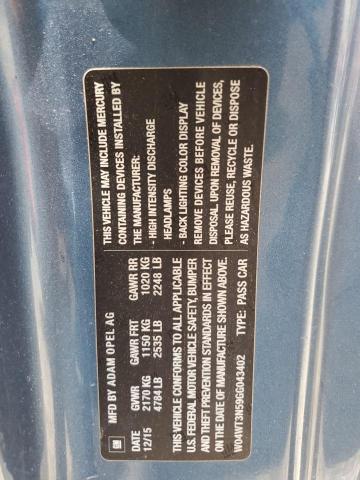 MFD BY ADAM OPEL AG
DATE GVWR GAWR FRT GAWR RR
12/15 2170 KG 1150 KG 1020 KG
4784 LB 2535 LB 2248 LB
THIS VEHICLE CONFORMS TO ALL APPLICABLE
U.S. FEDERAL MOTOR VEHICLE SAFETY, BUMPER
AND THEFT PREVENTION STANDARDS IN EFFECT
ON THE DATE OF MANUFACTURE SHOWN ABOVE.
W04WT3N59GG043402 TYPE: PASS CAR
THIS VEHICLE MAY INCLUDE MERCURY
CONTAINING DEVICES INSTALLED BY
THE MANUFACTURER:
- HIGH INTENSITY DISCHARGE
HEADLAMPS
- BACK LIGHTING COLOR DISPLAY
REMOVE DEVICES BEFORE VEHICLE
DISPOSAL. UPON REMOVAL OF DEVICES,
PLEASE REUSE, RECYCLE OR DISPOSE
AS HAZARDOUS WASTE.
GM